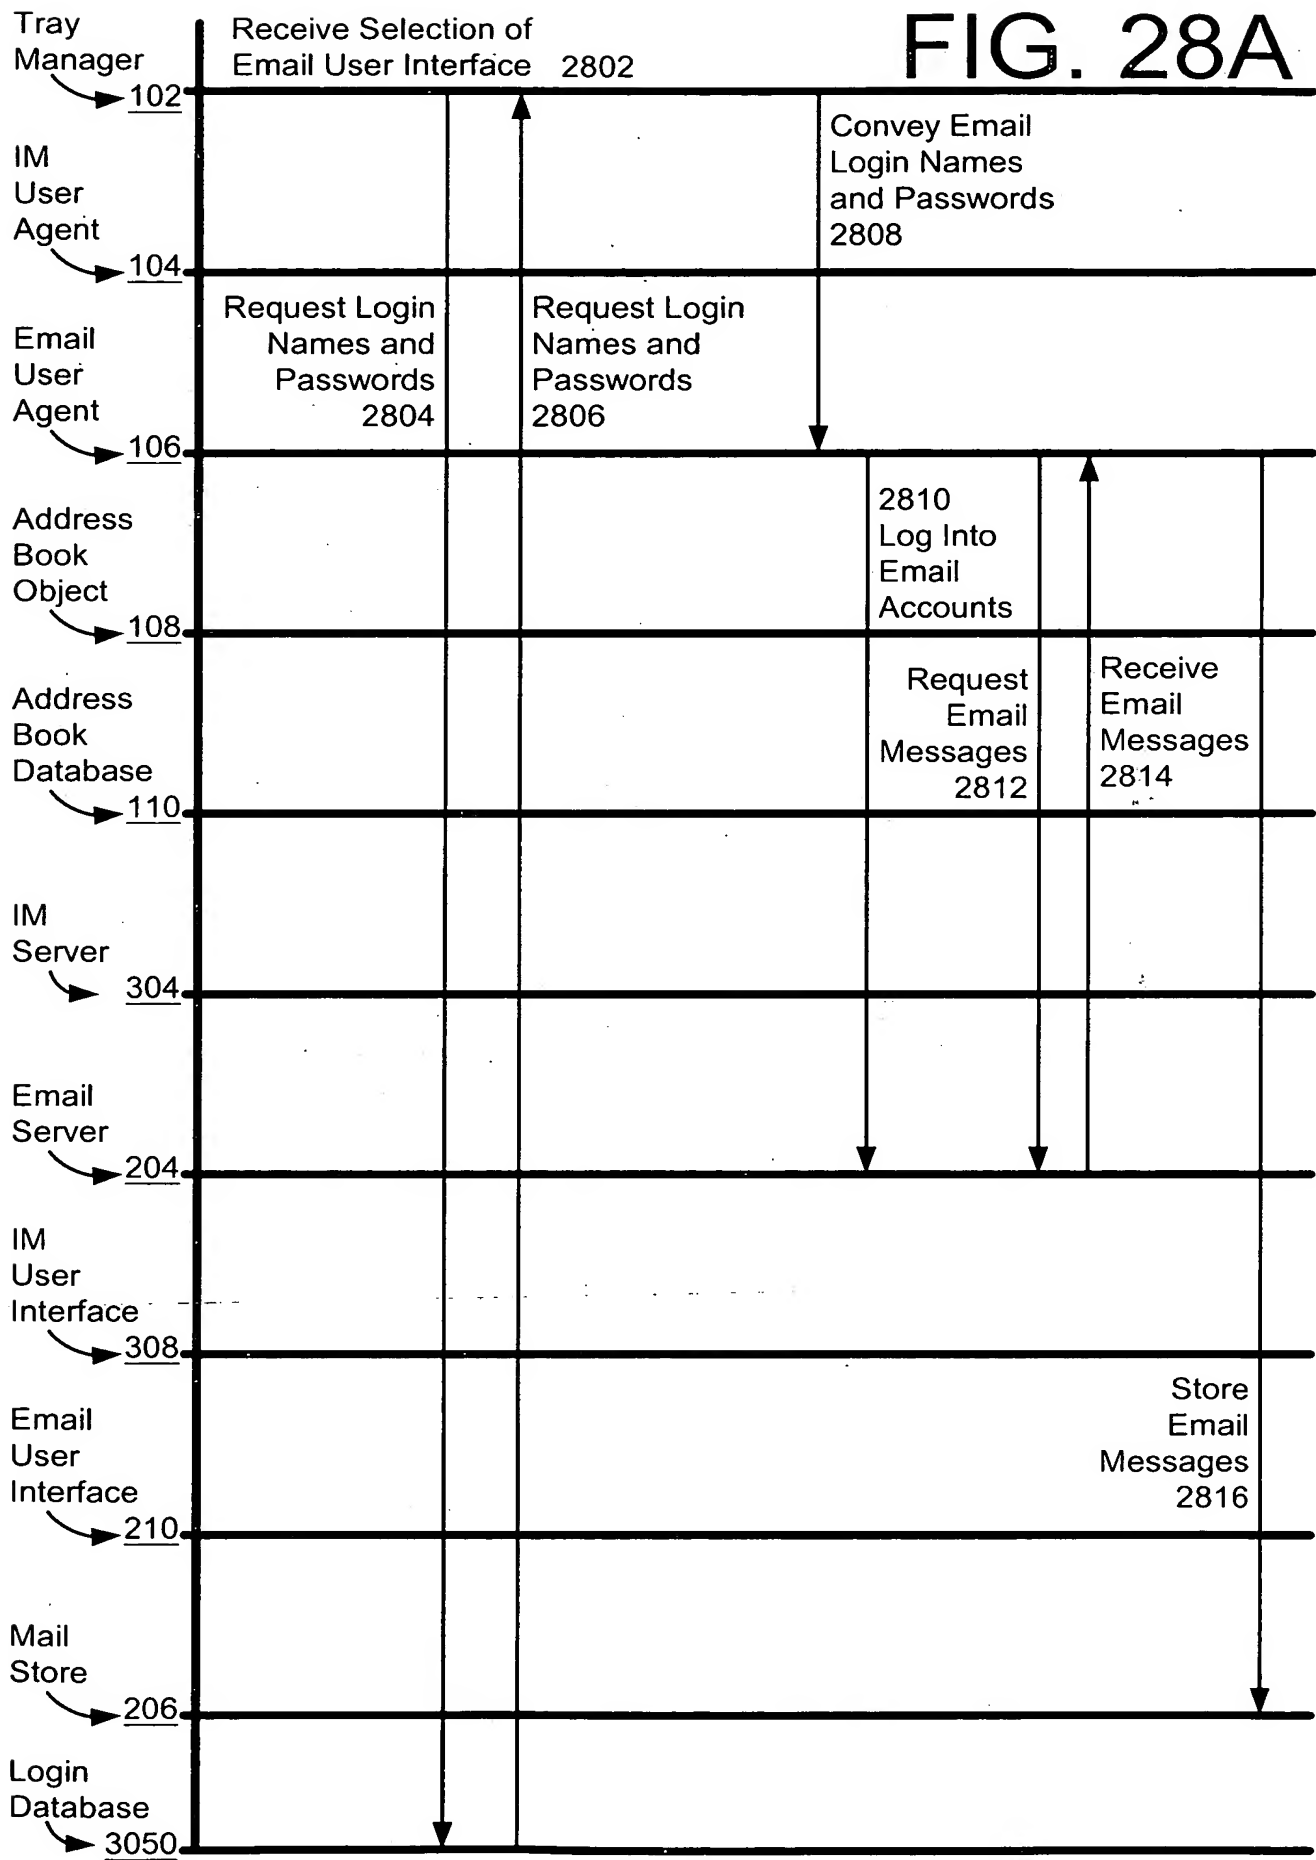 FIG. 28A
Tray
Manager
102
Receive Selection of
Email User Interface 2802
IM
User
Agent
104
Convey Email
Login Names
and Passwords
2808
Email
User
Agent
106
Request Login
Names and
Passwords
2804
Request Login
Names and
Passwords
2806
Address
Book
Object
108
2810
Log Into
Email
Accounts
Address
Book
Database
110
Request
Email
Messages
2812
Receive
Email
Messages
2814
IM
Server
304
Email
Server
204
IM
User
Interface
308
Email
User
Interface
210
Store
Email
Messages
2816
Mail
Store
206
Login
Database
3050